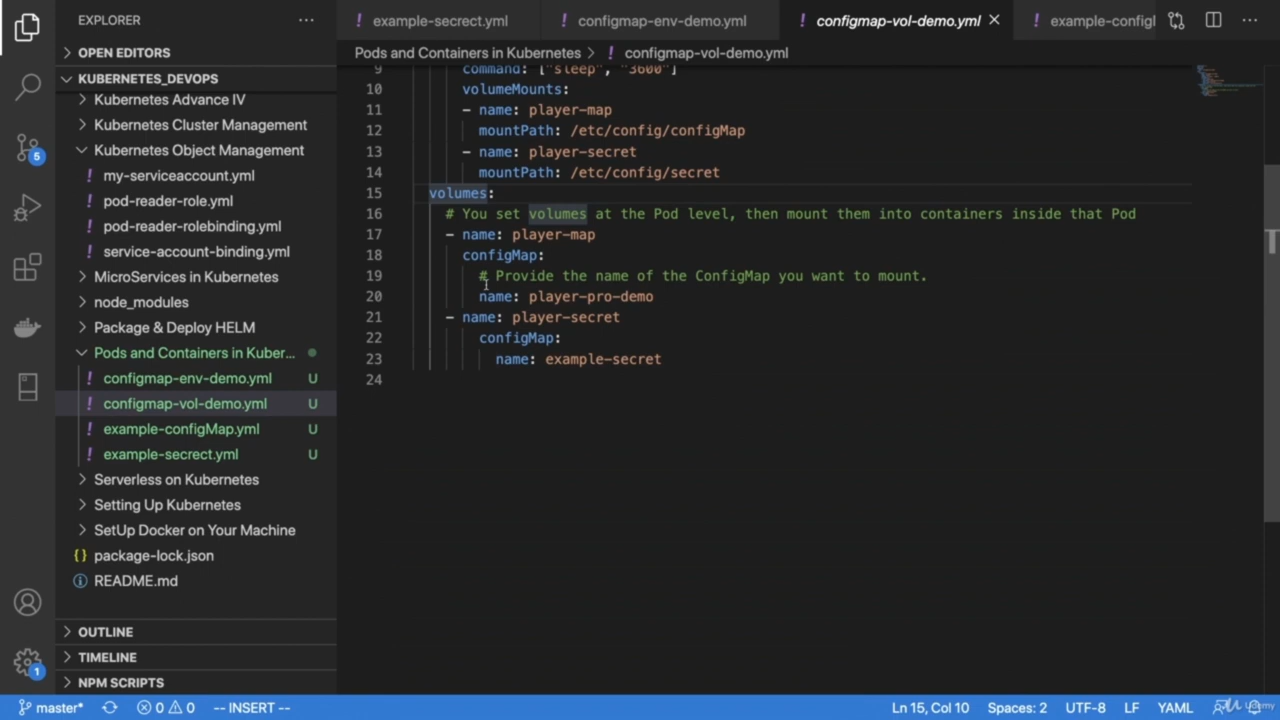 EXPLORER
OPEN EDITORS
KUBERNETES_DEVOPS
Kubernetes Advance IV
Kubernetes Cluster Management
Kubernetes Object Management
! my-serviceaccount.yml
! pod-reader-role.yml
! pod-reader-rolebinding.yml
! service-account-binding.yml
MicroServices in Kubernetes
node_modules
Package & Deploy HELM
Pods and Containers in Kuber...
! configmap-env-demo.yml U
! configmap-vol-demo.yml U
! example-configMap.yml U
! example-secrect.yml U
Serverless on Kubernetes
Setting Up Kubernetes
SetUp Docker on Your Machine
{} package-lock.json
README.md
OUTLINE
TIMELINE
NPM SCRIPTS
5
1
! example-secrect.yml ! configmap-env-demo.yml ! configmap-vol-demo.yml ! example-configl
Pods and Containers in Kubernetes > ! configmap-vol-demo.yml
9 command: ["sleep", "3600"]
10 volumeMounts:
11 - name: player-map
12 mountPath: /etc/config/configMap
13 - name: player-secret
14 mountPath: /etc/config/secret
15 volumes:
16 # You set volumes at the Pod level, then mount them into containers inside that Pod
17 - name: player-map
18 configMap:
19 # Provide the name of the ConfigMap you want to mount.
20 name: player-pro-demo
21 - name: player-secret
22 configMap:
23 name: example-secret
24
master* 0 0 -- INSERT -- Ln 15, Col 10 Spaces: 2 UTF-8 LF YAML
Udemy